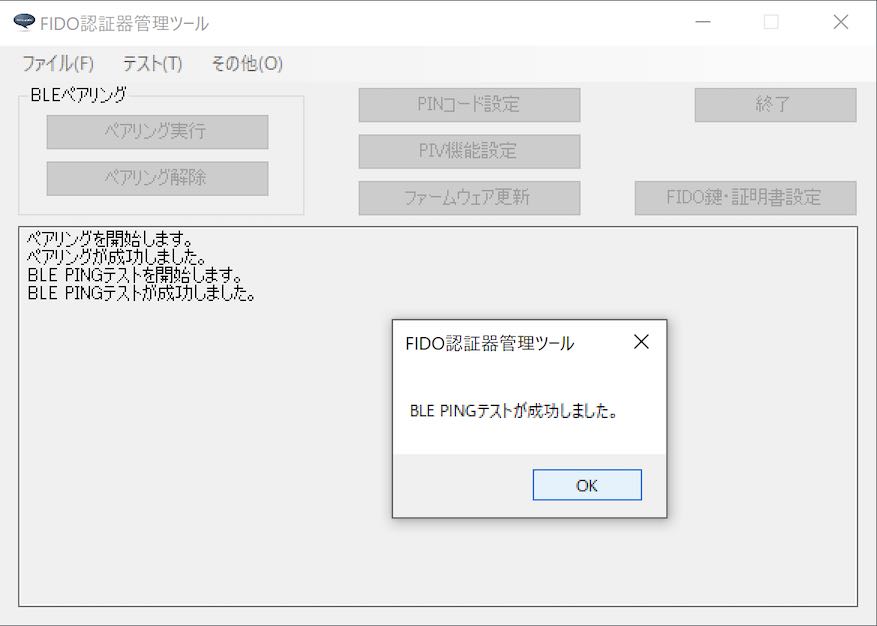 FIDO認証器管理ツール
ファイル(F) テスト(T) その他(O)
BLEペアリング
ペアリング実行
ペアリング解除
PINコード設定
PIV機能設定
ファームウェア更新
終了
FIDO鍵・証明書設定
ペアリングを開始します。
ペアリングが成功しました。
BLE PINGテストを開始します。
BLE PINGテストが成功しました。
FIDO認証器管理ツール
BLE PINGテストが成功しました。
OK